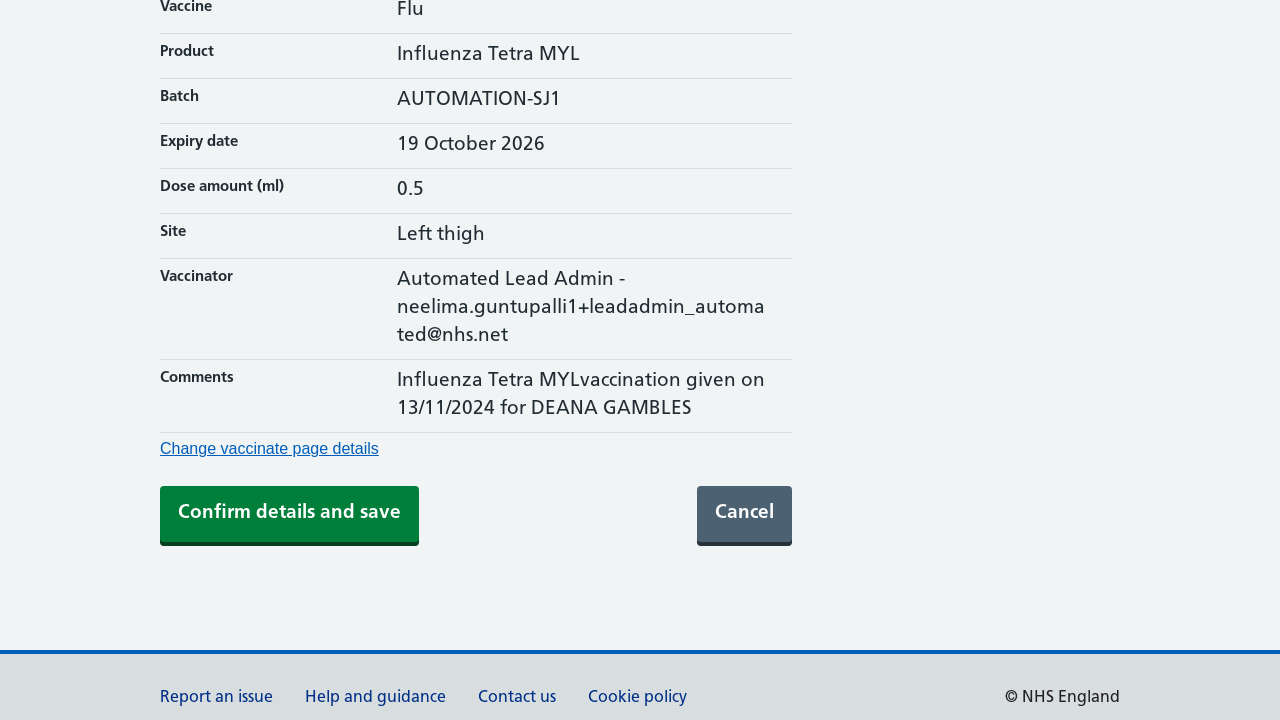 Vaccine Flu
Product Influenza Tetra MYL
Batch AUTOMATION-SJ1
Expiry date 19 October 2026
Dose amount (ml) 0.5
Site Left thigh
Vaccinator Automated Lead Admin -
neelima.guntupalli1+leadadmin_automa
ted@nhs.net
Comments Influenza Tetra MYLvaccination given on
13/11/2024 for DEANA GAMBLES
Change vaccinate page details
Confirm details and save Cancel
Report an issue Help and guidance Contact us Cookie policy © NHS England